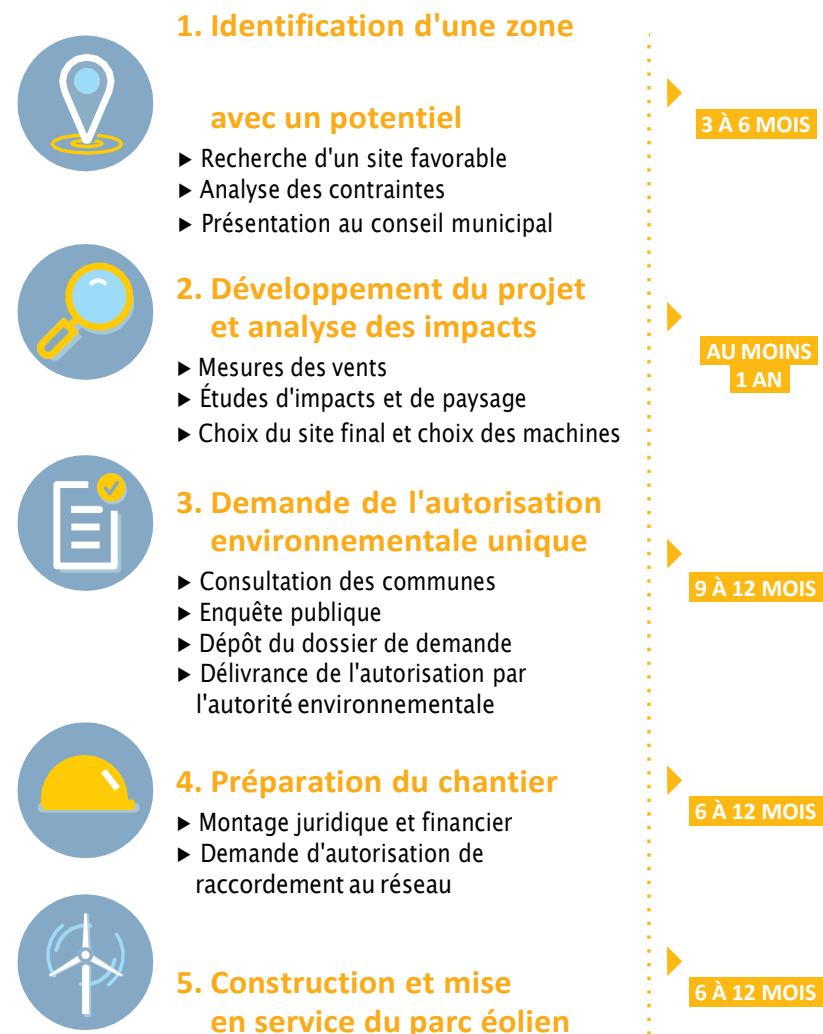 1. Identification d'une zone
avec un potentiel
3 À 6 MOIS
▸ Recherche d'un site favorable
▸ Analyse des contraintes
▸ Présentation au conseil municipal
2. Développement du projet
et analyse des impacts
AU MOINS
1 AN
▸ Mesures des vents
▸ Études d'impacts et de paysage
▸ Choix du site final et choix des machines
3. Demande de l'autorisation
environnementale unique
9 À 12 MOIS
▸ Consultation des communes
▸ Enquête publique
▸ Dépôt du dossier de demande
▸ Délivrance de l'autorisation par
l'autorité environnementale
4. Préparation du chantier
6 À 12 MOIS
▸ Montage juridique et financier
▸ Demande d'autorisation de
raccordement au réseau
5. Construction et mise
en service du parc éolien
6 À 12 MOIS